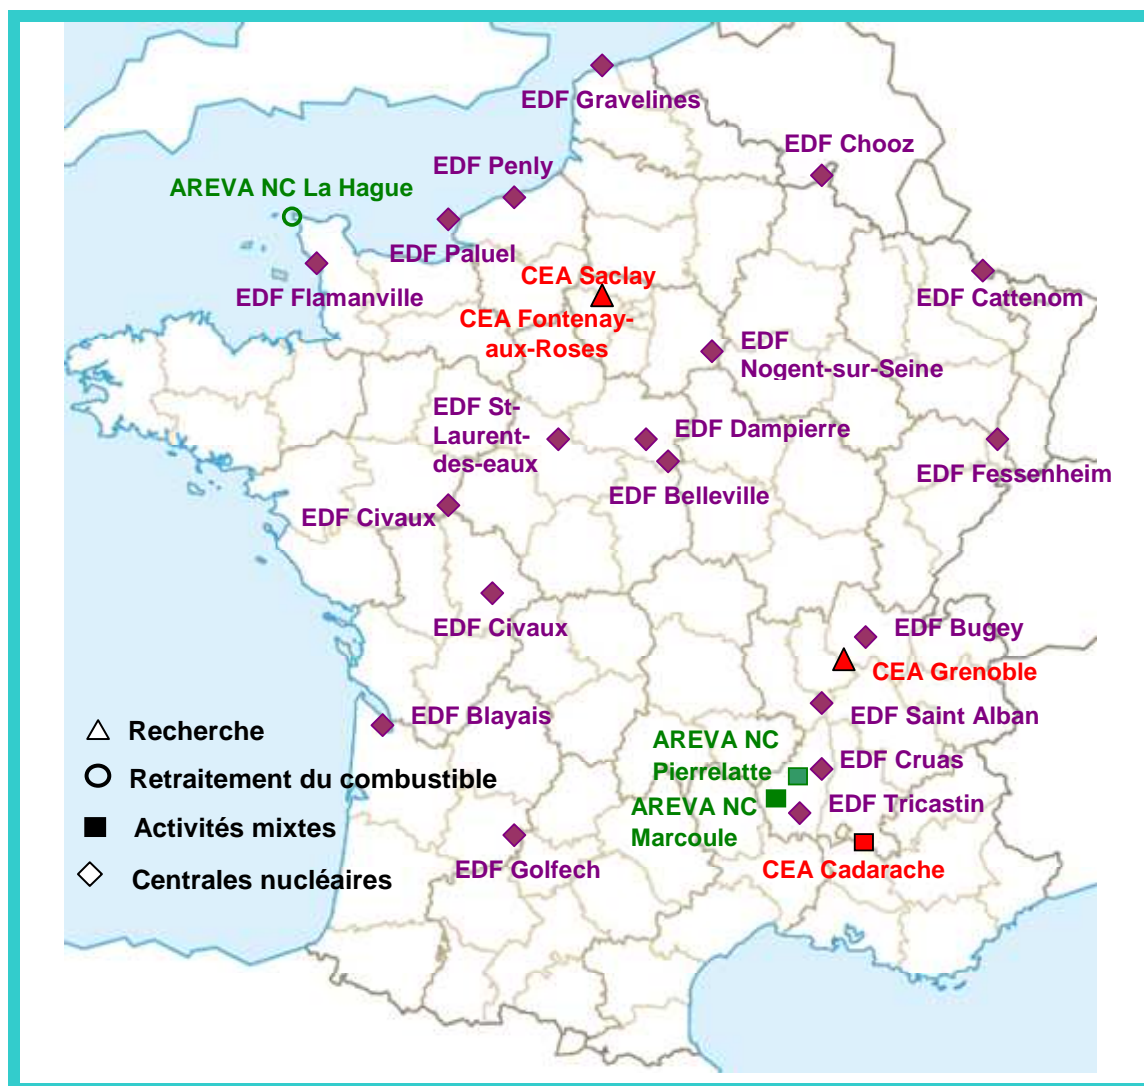 EDF Gravelines
EDF Chooz
EDF Penly
AREVA NC La Hague
EDF Paluel
CEA Saclay
EDF Flamanville
EDF Cattenom
CEA Fontenay-
aux-Roses
EDF
Nogent-sur-Seine
EDF St-
Laurent-
des-eaux
EDF Dampierre
EDF Fessenheim
EDF Belleville
EDF Civaux
EDF Civaux
EDF Bugey
CEA Grenoble
EDF Blayais
EDF Saint Alban
AREVA NC
Pierrelatte
EDF Cruas
EDF Tricastin
AREVA NC
Marcoule
EDF Golfech
CEA Cadarache
Recherche
Retraitement du combustible
Activités mixtes
Centrales nucléaires